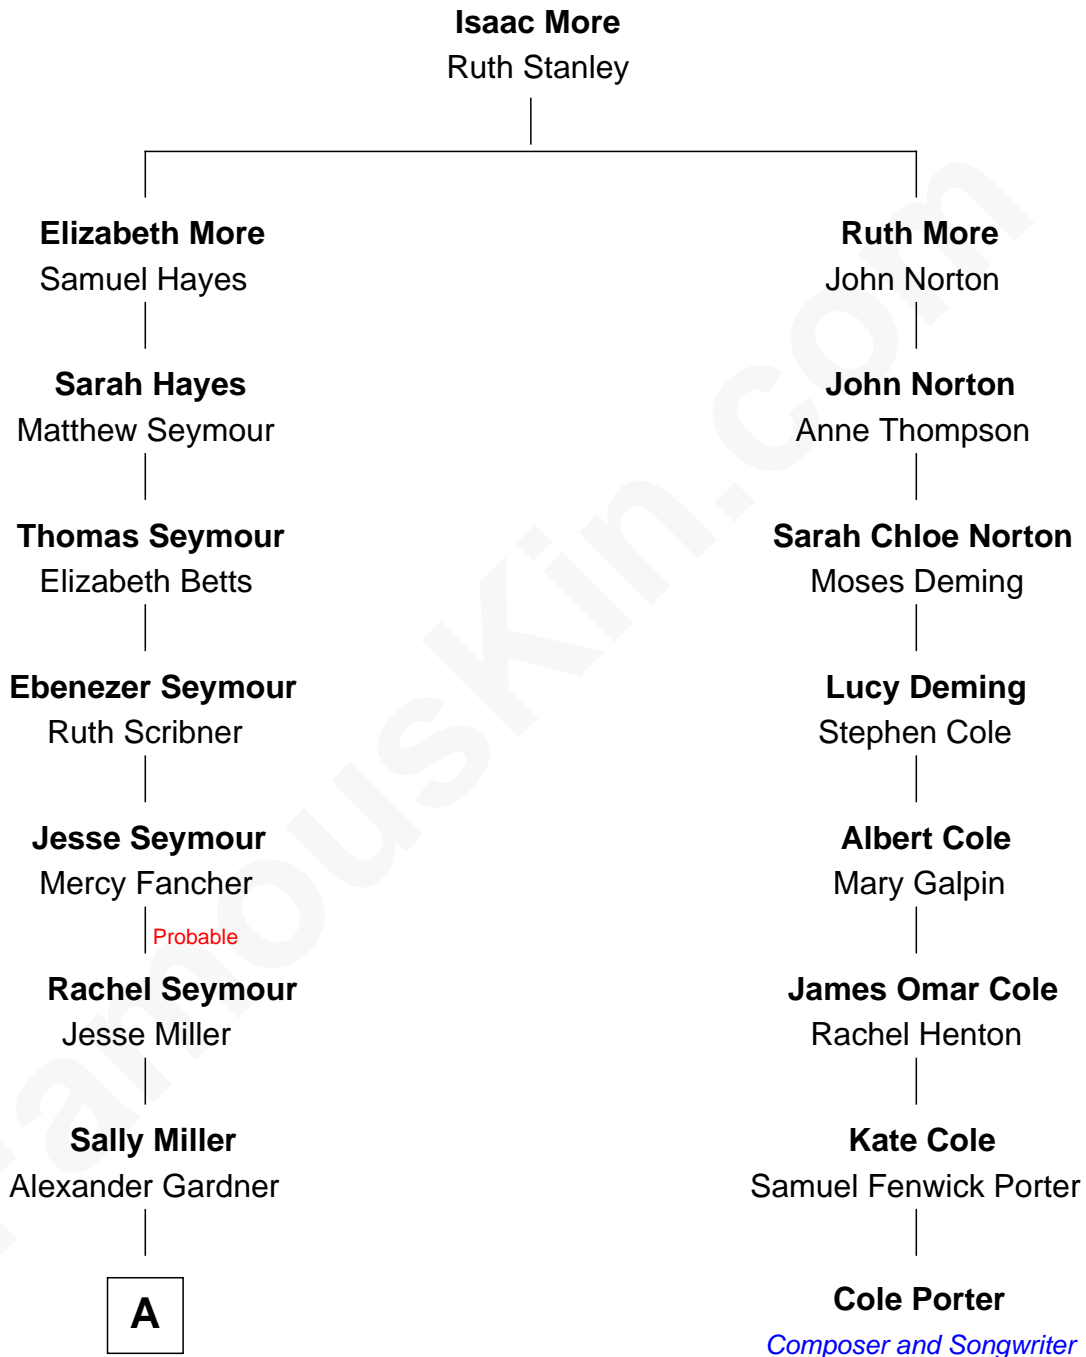 Isaac More
Ruth Stanley
Elizabeth More
Samuel Hayes
Ruth More
John Norton
Sarah Hayes
Matthew Seymour
John Norton
Anne Thompson
Thomas Seymour
Elizabeth Betts
Sarah Chloe Norton
Moses Deming
Ebenezer Seymour
Ruth Scribner
Lucy Deming
Stephen Cole
Jesse Seymour
Mercy Fancher
Albert Cole
Mary Galpin
Probable
Rachel Seymour
Jesse Miller
James Omar Cole
Rachel Henton
Sally Miller
Alexander Gardner
Kate Cole
Samuel Fenwick Porter
A
Cole Porter
Composer and Songwriter
FamousKin.com